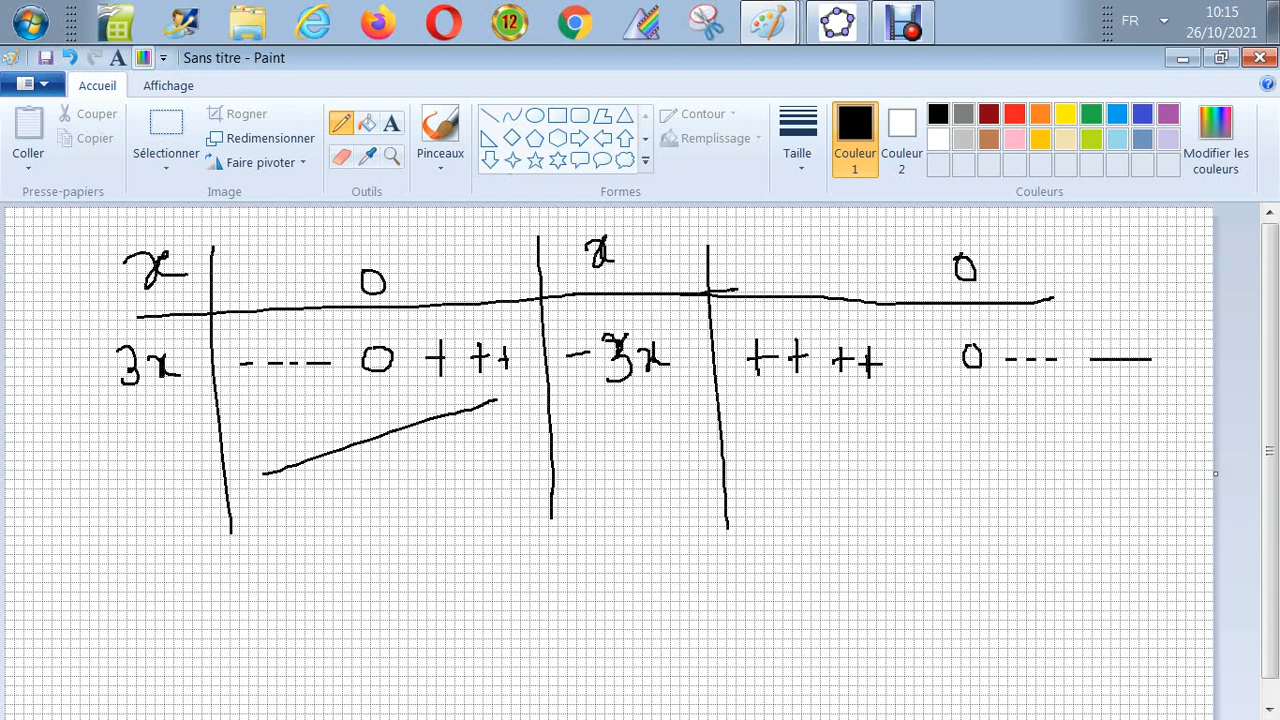 12
FR
10:15
26/10/2021
Sans titre - Paint
Accueil
Affichage
Coller
Couper
Copier
Presse-papiers
Sélectionner
Rogner
Redimensionner
Faire pivoter
Image
Outils
Pinceaux
Contour
Remplissage
Formes
Taille
Couleur 1
Couleur 2
Modifier les couleurs
Couleurs
x 0 x 0
3x ---- 0 + + + -3x + + + + 0 --- —